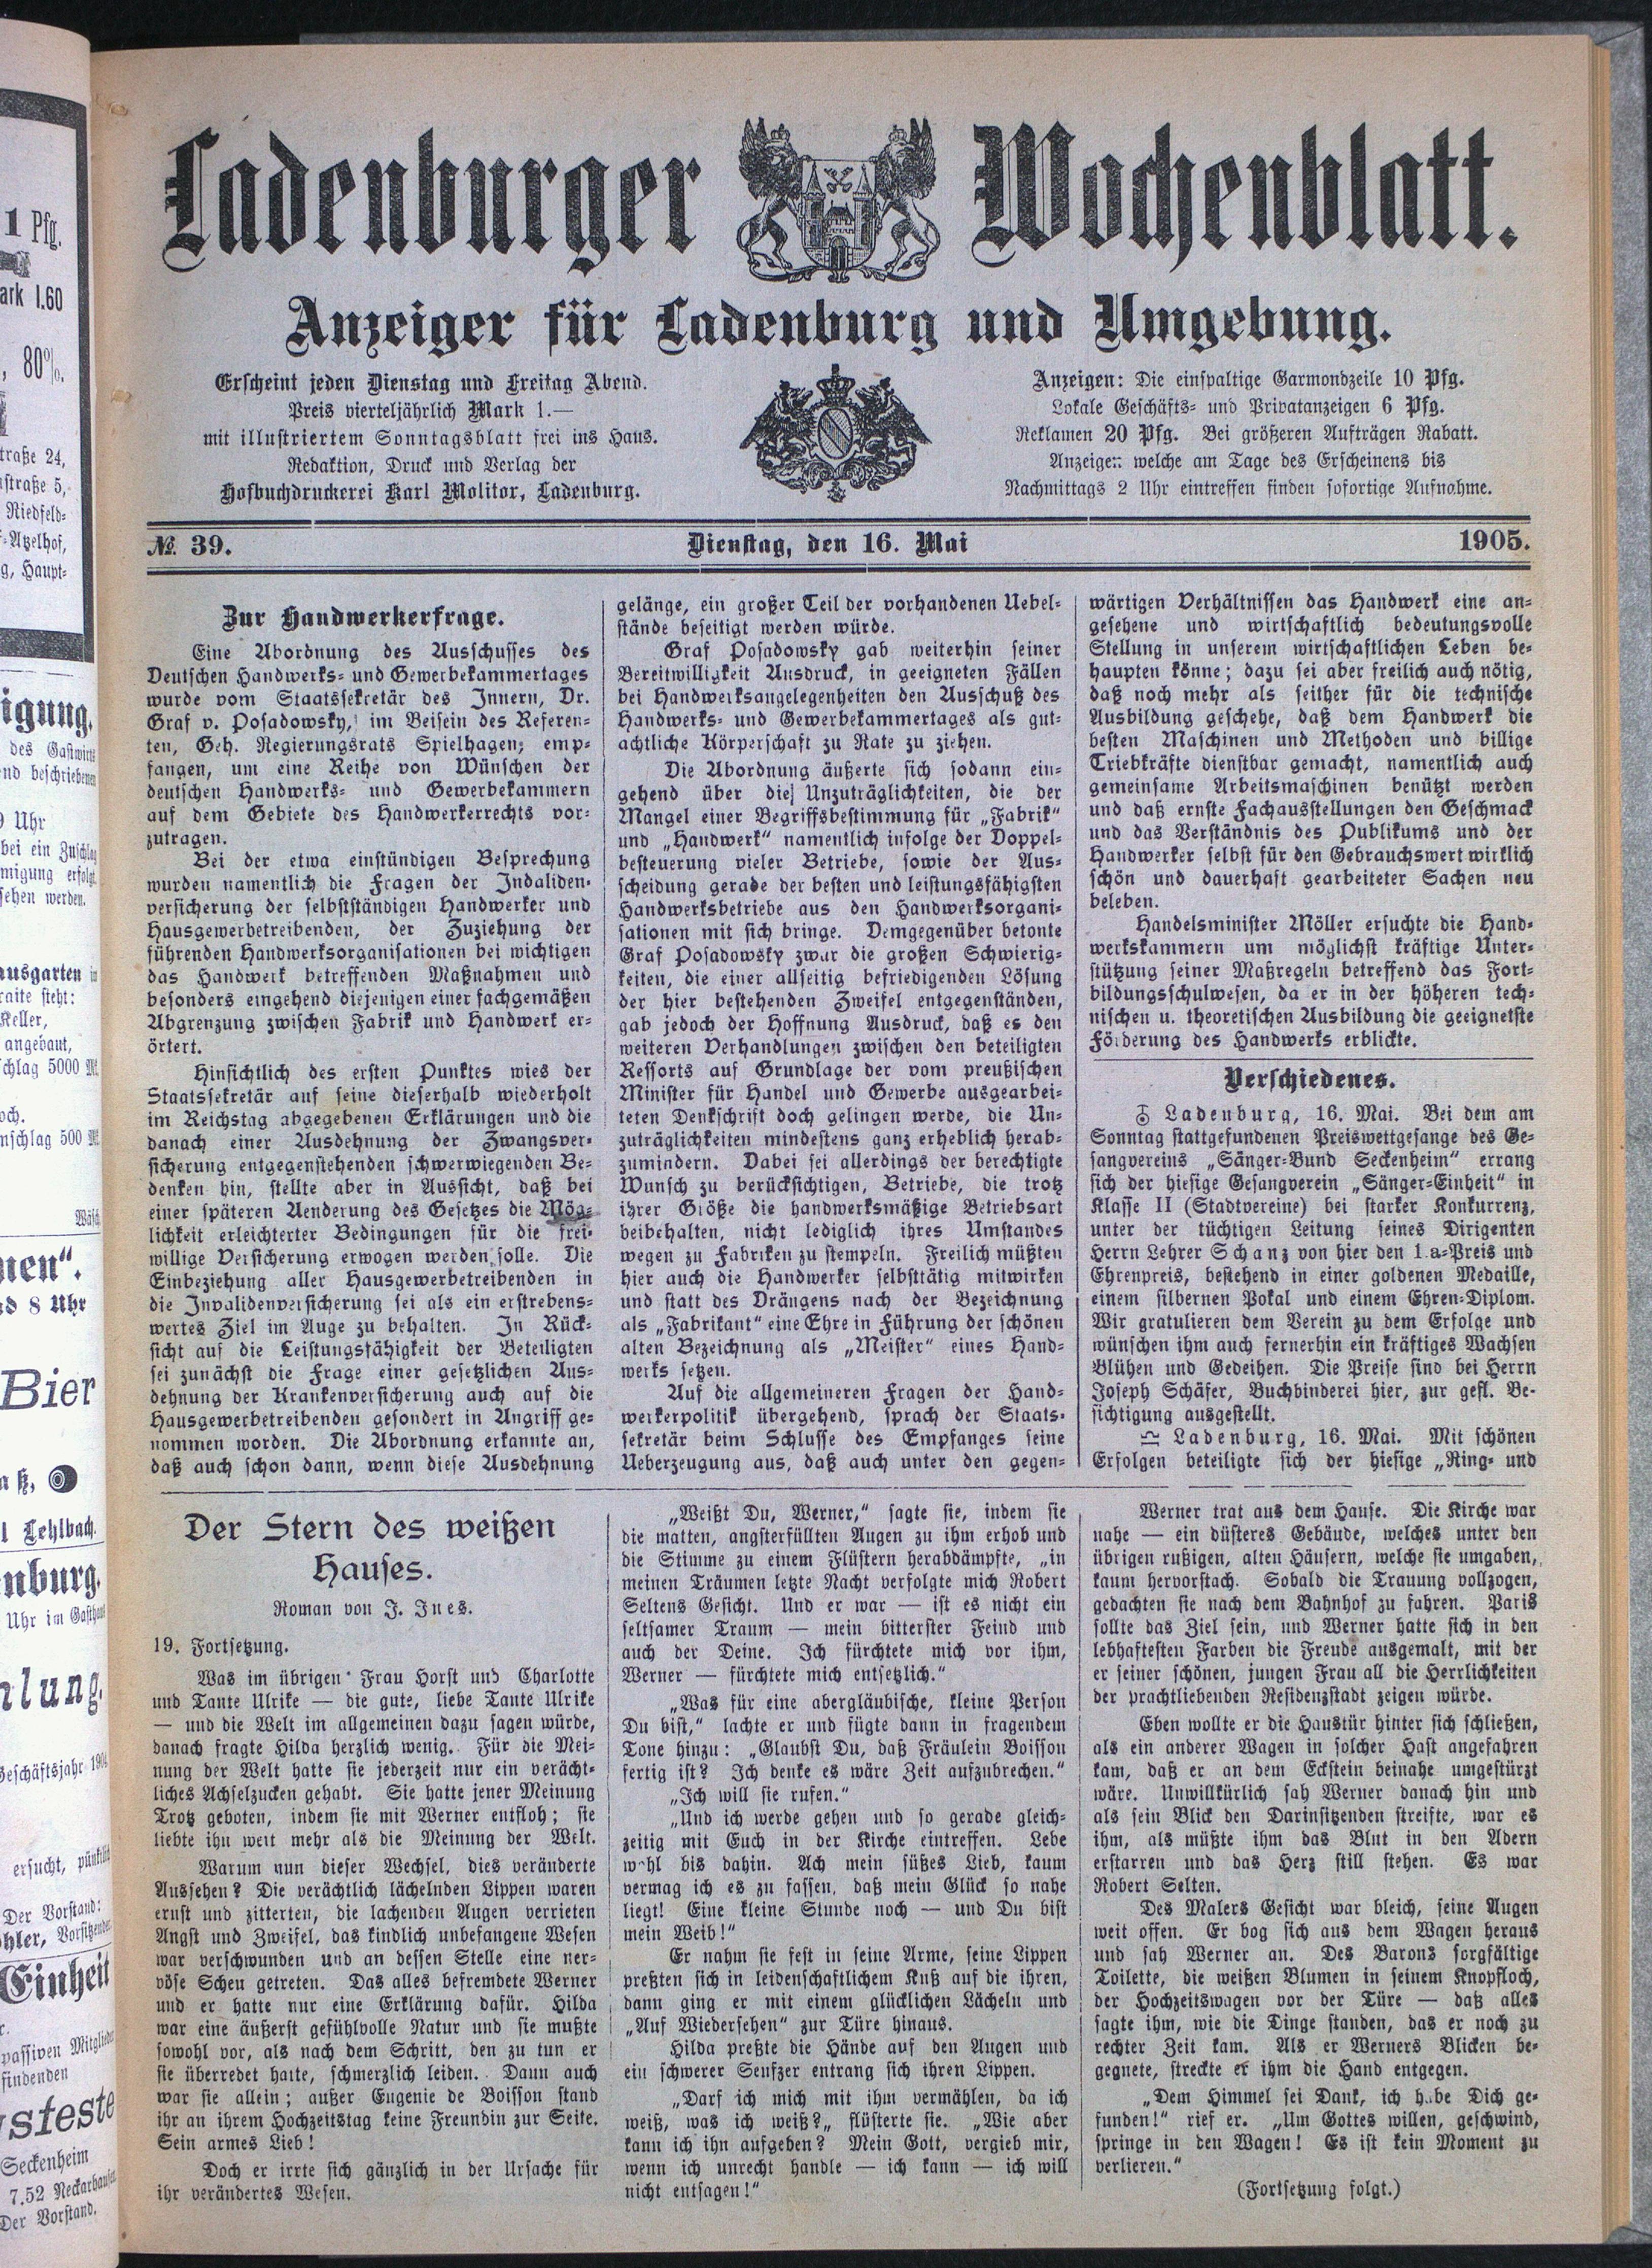 Ladenburger Wochenblatt.
Anzeiger für Ladenburg und Umgebung.
Erscheint jeden Dienstag und Freitag Abend.
Preis vierteljährlich Mark 1.—
mit illustriertem Sonntagsblatt frei ins Haus.
Redaktion, Druck und Verlag der
Hofbuchdruckerei Karl Molitor, Ladenburg.
Anzeigen: Die einspaltige Garmondzeile 10 Pfg.
Lokale Geschäfts- und Privatanzeigen 6 Pfg.
Reklamen 20 Pfg. Bei größeren Aufträgen Rabatt.
Anzeigen welche am Tage des Erscheinens bis
Nachmittags 2 Uhr eintreffen finden sofortige Aufnahme.
№ 39.
Dienstag, den 16. Mai
1905.
Zur Handwerkerfrage.
Eine Abordnung des Ausschusses des
Deutschen Handwerks- und Gewerbekammertages
wurde vom Staatssekretär des Innern, Dr.
Graf v. Posadowsky, im Beisein des Referen-
ten, Geh. Regierungsrats Spielhagen; emp-
fangen, um eine Reihe von Wünschen der
deutschen Handwerks- und Gewerbekammern
auf dem Gebiete des Handwerkerrechts vor-
zutragen.
Bei der etwa einstündigen Besprechung
wurden namentlich die Fragen der Indaliden-
versicherung der selbstständigen Handwerker und
Hausgewerbetreibenden, der Zuziehung der
führenden Handwerksorganisationen bei wichtigen
das Handwerk betreffenden Maßnahmen und
besonders eingehend diejenigen einer fachgemäßen
Abgrenzung zwischen Fabrik und Handwerk er-
örtert.
Hinsichtlich des ersten Punktes wies der
Staatssekretär auf seine dieserhalb wiederholt
im Reichstag abgegebenen Erklärungen und die
danach einer Ausdehnung der Zwangsver-
sicherung entgegenstehenden schwerwiegenden Be-
denken hin, stellte aber in Aussicht, daß bei
einer späteren Aenderung des Gesetzes die Mög-
lichkeit erleichterter Bedingungen für die frei-
willige Versicherung erwogen werden solle. Die
Einbeziehung aller Hausgewerbetreibenden in
die Invalidenversicherung sei als ein erstrebens-
wertes Ziel im Auge zu behalten. In Rück-
sicht auf die Leistungsfähigkeit der Beteiligten
sei zunächst die Frage einer gesetzlichen Aus-
dehnung der Krankenversicherung auch auf die
Hausgewerbetreibenden gesondert in Angriff ge-
nommen worden. Die Abordnung erkannte an,
daß auch schon dann, wenn diese Ausdehnung
gelänge, ein großer Teil der vorhandenen Uebel-
stände beseitigt werden würde.
Graf Posadowsky gab weiterhin seiner
Bereitwilligkeit Ausdruck, in geeigneten Fällen
bei Handwerksangelegenheiten den Ausschuß des
Handwerks- und Gewerbekammertages als gut-
achtliche Körperschaft zu Rate zu ziehen.
Die Abordnung äußerte sich sodann ein-
gehend über die Unzuträglichkeiten, die der
Mangel einer Begriffsbestimmung für „Fabrik“
und „Handwerk“ namentlich infolge der Doppel-
besteuerung vieler Betriebe, sowie der Aus-
scheidung gerade der besten und leistungsfähigsten
Handwerksbetriebe aus den Handwerksorgani-
sationen mit sich bringe. Demgegenüber betonte
Graf Posadowsky zwar die großen Schwierig-
keiten, die einer allseitig befriedigenden Lösung
der hier bestehenden Zweifel entgegenständen,
gab jedoch der Hoffnung Ausdruck, daß es den
weiteren Verhandlungen zwischen den beteiligten
Ressorts auf Grundlage der vom preußischen
Minister für Handel und Gewerbe ausgearbei-
teten Denkschrift doch gelingen werde, die Un-
zuträglichkeiten mindestens ganz erheblich herab-
zumindern. Dabei sei allerdings der berechtigte
Wunsch zu berücksichtigen, Betriebe, die trotz
ihrer Größe die handwerksmäßige Betriebsart
beibehalten, nicht lediglich ihres Umstandes
wegen zu Fabriken zu stempeln. Freilich müßten
hier auch die Handwerker selbsttätig mitwirken
und statt des Drängens nach der Bezeichnung
als „Fabrikant“ eine Ehre in Führung der schönen
alten Bezeichnung als „Meister“ eines Hand-
werks setzen.
Auf die allgemeineren Fragen der Hand-
werkerpolitik übergehend, sprach der Staats-
sekretär beim Schlusse des Empfanges seine
Ueberzeugung aus, daß auch unter den gegen-
wärtigen Verhältnissen das Handwerk eine an-
gesehene und wirtschaftlich bedeutungsvolle
Stellung in unserem wirtschaftlichen Leben be-
haupten könne; dazu sei aber freilich auch nötig,
daß noch mehr als seither für die technische
Ausbildung geschehe, daß dem Handwerk die
besten Maschinen und Methoden und billige
Triebkräfte dienstbar gemacht, namentlich auch
gemeinsame Arbeitsmaschinen benützt werden
und daß ernste Fachausstellungen den Geschmack
und das Verständnis des Publikums und der
Handwerker selbst für den Gebrauchswert wirklich
schön und dauerhaft gearbeiteter Sachen neu
beleben.
Handelsminister Möller ersuchte die Hand-
werkskammern um möglichst kräftige Unter-
stützung seiner Maßregeln betreffend das Fort-
bildungsschulwesen, da er in der höheren tech-
nischen u. theoretischen Ausbildung die geeignetste
Förderung des Handwerks erblickte.
Verschiedenes.
Ladenburg, 16. Mai. Bei dem am
Sonntag stattgefundenen Preiswettgesange des Ge-
sangvereins „Sänger-Bund Seckenheim“ errang
sich der hiesige Gesangverein „Sänger-Einheit“ in
Klasse II (Stadtvereine) bei starker Konkurrenz,
unter der tüchtigen Leitung seines Dirigenten
Herrn Lehrer Schanz von hier den 1.a-Preis und
Ehrenpreis, bestehend in einer goldenen Medaille,
einem silbernen Pokal und einem Ehren-Diplom.
Wir gratulieren dem Verein zu dem Erfolge und
wünschen ihm auch fernerhin ein kräftiges Wachsen
Blühen und Gedeihen. Die Preise sind bei Herrn
Joseph Schäfer, Buchbinderei hier, zur gefl. Be-
sichtigung ausgestellt.
Ladenburg, 16. Mai. Mit schönen
Erfolgen beteiligte sich der hiesige „Ring- und
Der Stern des weißen
Hauses.
Roman von J. Jnes.
19. Fortsetzung.
Was im übrigen Frau Horst und Charlotte
und Tante Ulrike — die gute, liebe Tante Ulrike
— und die Welt im allgemeinen dazu sagen würde,
danach fragte Hilda herzlich wenig. Für die Mei-
nung der Welt hatte sie jederzeit nur ein verächt-
liches Achselzucken gehabt. Sie hatte jener Meinung
Trotz geboten, indem sie mit Werner entfloh; sie
liebte ihn weit mehr als die Meinung der Welt.
Warum nun dieser Wechsel, dies veränderte
Aussehen? Die verächtlich lächelnden Lippen waren
ernst und zitterten, die lachenden Augen verrieten
Angst und Zweifel, das kindlich unbefangene Wesen
war verschwunden und an dessen Stelle eine ner-
vöse Scheu getreten. Das alles befremdete Werner
und er hatte nur eine Erklärung dafür. Hilda
war eine äußerst gefühlvolle Natur und sie mußte
sowohl vor, als nach dem Schritt, den zu tun er
sie überredet hatte, schmerzlich leiden. Dann auch
war sie allein; außer Eugenie de Boisson stand
ihr an ihrem Hochzeitstag keine Freundin zur Seite.
Sein armes Lieb!
Doch er irrte sich gänzlich in der Ursache für
ihr verändertes Wesen.
„Weißt Du, Werner,“ sagte sie, indem sie
die matten, angsterfüllten Augen zu ihm erhob und
die Stimme zu einem Flüstern herabdämpfte, „in
meinen Träumen letzte Nacht verfolgte mich Robert
Seltens Gesicht. Und er war — ist es nicht ein
seltsamer Traum — mein bitterster Feind und
auch der Deine. Ich fürchtete mich vor ihm,
Werner — fürchtete mich entsetzlich.“
„Was für eine abergläubische, kleine Person
Du bist,“ lachte er und fügte dann in fragendem
Tone hinzu: „Glaubst Du, daß Fräulein Boisson
fertig ist? Ich denke es wäre Zeit aufzubrechen.“
„Ich will sie rufen.“
„Und ich werde gehen und so gerade gleich-
zeitig mit Euch in der Kirche eintreffen. Lebe
wohl bis dahin. Ach mein süßes Lieb, kaum
vermag ich es zu fassen, daß mein Glück so nahe
liegt! Eine kleine Stunde noch — und Du bist
mein Weib!“
Er nahm sie fest in seine Arme, seine Lippen
preßten sich in leidenschaftlichem Kuß auf die ihren,
dann ging er mit einem glücklichen Lächeln und
„Auf Wiedersehen“ zur Türe hinaus.
Hilda preßte die Hände auf den Augen und
ein schwerer Seufzer entrang sich ihren Lippen.
„Darf ich mich mit ihm vermählen, da ich
weiß, was ich weiß?„ flüsterte sie. „Wie aber
kann ich ihn aufgeben? Mein Gott, vergieb mir,
wenn ich unrecht handle — ich kann — ich will
nicht entsagen!“
Werner trat aus dem Hause. Die Kirche war
nahe — ein düsteres Gebäude, welches unter den
übrigen rußigen, alten Häusern, welche sie umgaben,
kaum hervorstach. Sobald die Trauung vollzogen,
gedachten sie nach dem Bahnhof zu fahren. Paris
sollte das Ziel sein, und Werner hatte sich in den
lebhaftesten Farben die Freude ausgemalt, mit der
er seiner schönen, jungen Frau all die Herrlichkeiten
der prachtliebenden Residenzstadt zeigen würde.
Eben wollte er die Haustür hinter sich schließen,
als ein anderer Wagen in solcher Hast angefahren
kam, daß er an dem Eckstein beinahe umgestürzt
wäre. Unwillkürlich sah Werner danach hin und
als sein Blick den Darinsitzenden streifte, war es
ihm, als müßte ihm das Blut in den Adern
erstarren und das Herz still stehen. Es war
Robert Selten.
Des Malers Gesicht war bleich, seine Augen
weit offen. Er bog sich aus dem Wagen heraus
und sah Werner an. Des Barons sorgfältige
Toilette, die weißen Blumen in seinem Knopfloch,
der Hochzeitswagen vor der Türe — daß alles
sagte ihm, wie die Dinge standen, das er noch zu
rechter Zeit kam. Als er Werners Blicken be-
gegnete, streckte er ihm die Hand entgegen.
„Dem Himmel sei Dank, ich habe Dich ge-
funden!“ rief er. „Um Gottes willen, geschwind,
springe in den Wagen! Es ist kein Moment zu
verlieren.“
(Fortsetzung folgt.)
1 Pfg.
1.60
80%.
24,
5,
Riedfeld-
Haupt-
des
Uhr
bei ein
werden.
steht:
Keller,
angebaut,
5000
500
8 Uhr
Bier
Lehlbach.
Uhr im
ersucht,
Der Vorstand:
Einheit
passiven
Seckenheim
7.52
Der Vorstand.